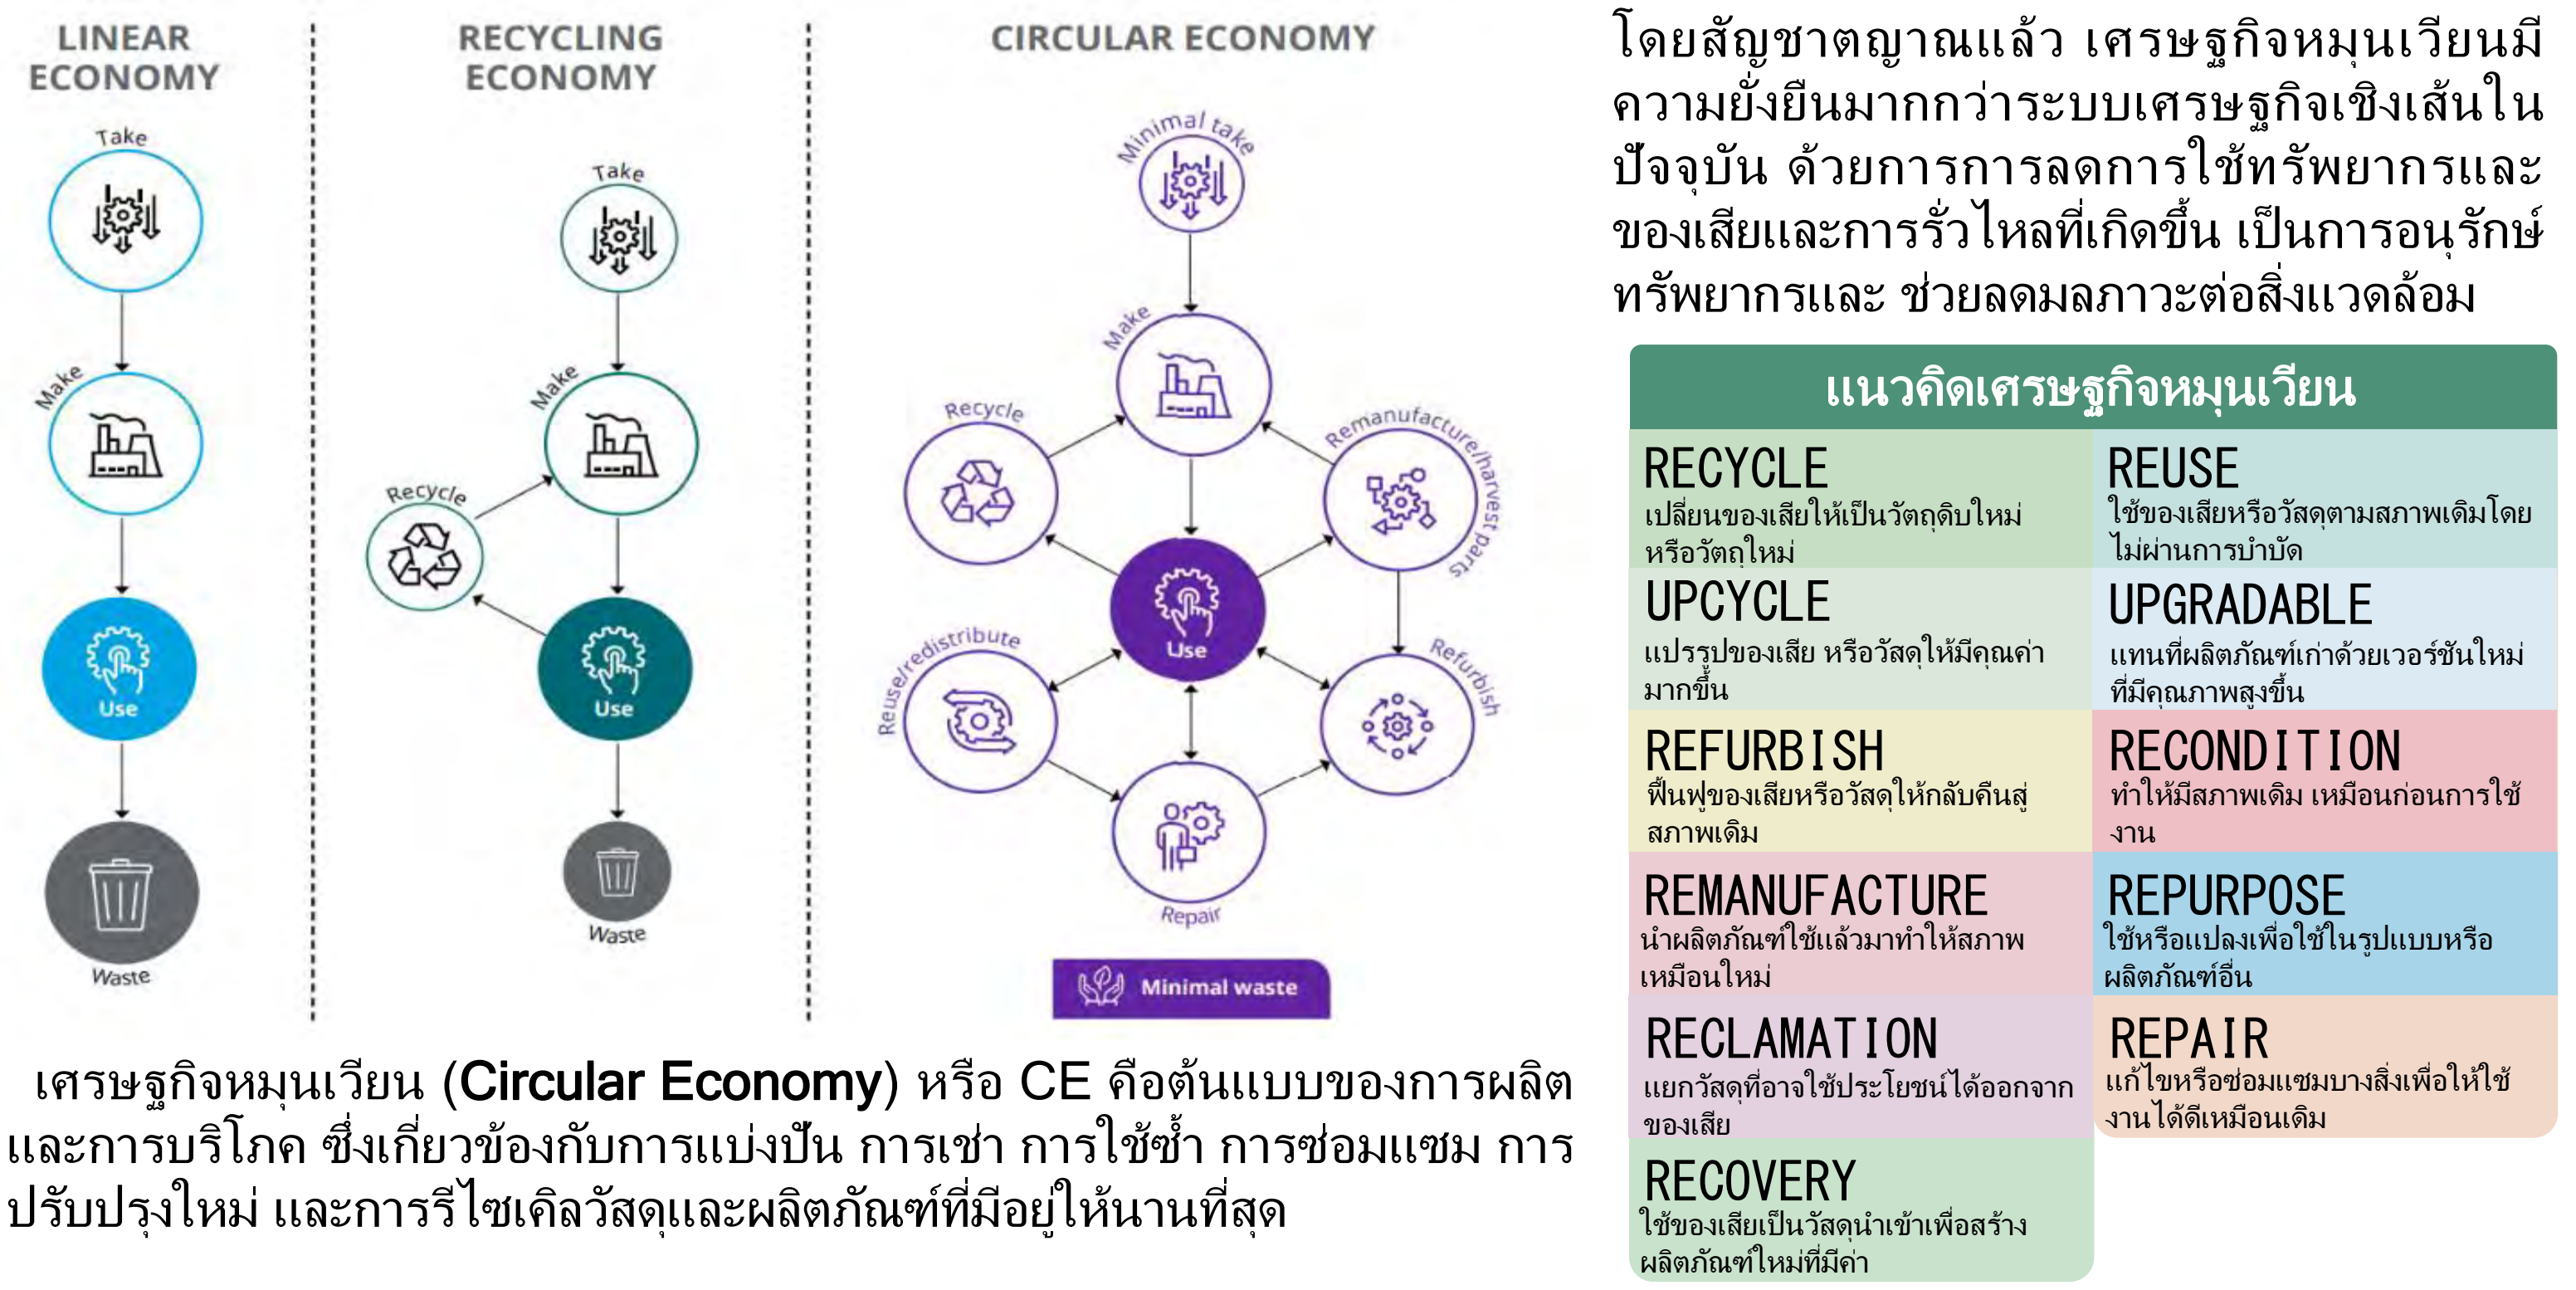 LINEAR
ECONOMY
Take
Make
Use
Waste
RECYCLING
ECONOMY
Take
Make
Recycle
Use
Waste
CIRCULAR ECONOMY
Minimal take
Make
Recycle
Remanufacture/harvest parts
Use
Reuse/redistribute
Refurbish
Repair
Minimal waste
เศรษฐกิจหมุนเวียน (Circular Economy) หรือ CE คือต้นแบบของการผลิต
และการบริโภค ซึ่งเกี่ยวข้องกับการแบ่งปัน การเช่า การใช้ซ้ำ การซ่อมแซม การ
ปรับปรุงใหม่ และการรีไซเคิลวัสดุและผลิตภัณฑ์ที่มีอยู่ให้นานที่สุด
โดยสัญชาตญาณแล้ว เศรษฐกิจหมุนเวียนมี
ความยั่งยืนมากกว่าระบบเศรษฐกิจเชิงเส้นใน
ปัจจุบัน ด้วยการการลดการใช้ทรัพยากรและ
ของเสียและการรั่วไหลที่เกิดขึ้น เป็นการอนุรักษ์
ทรัพยากรและ ช่วยลดมลภาวะต่อสิ่งแวดล้อม
แนวคิดเศรษฐกิจหมุนเวียน
RECYCLE
เปลี่ยนของเสียให้เป็นวัตถุดิบใหม่
หรือวัตถุใหม่
REUSE
ใช้ของเสียหรือวัสดุตามสภาพเดิมโดย
ไม่ผ่านการบำบัด
UPCYCLE
แปรรูปของเสีย หรือวัสดุให้มีคุณค่า
มากขึ้น
UPGRADABLE
แทนที่ผลิตภัณฑ์เก่าด้วยเวอร์ชันใหม่
ที่มีคุณภาพสูงขึ้น
REFURBISH
ฟื้นฟูของเสียหรือวัสดุให้กลับคืนสู่
สภาพเดิม
RECONDITION
ทำให้มีสภาพเดิม เหมือนก่อนการใช้
งาน
REMANUFACTURE
นำผลิตภัณฑ์ใช้แล้วมาทำให้สภาพ
เหมือนใหม่
REPURPOSE
ใช้หรือแปลงเพื่อใช้ในรูปแบบหรือ
ผลิตภัณฑ์อื่น
RECLAMATION
แยกวัสดุที่อาจใช้ประโยชน์ได้ออกจาก
ของเสีย
REPAIR
แก้ไขหรือซ่อมแซมบางสิ่งเพื่อให้ใช้
งานได้ดีเหมือนเดิม
RECOVERY
ใช้ของเสียเป็นวัสดุนำเข้าเพื่อสร้าง
ผลิตภัณฑ์ใหม่ที่มีค่า